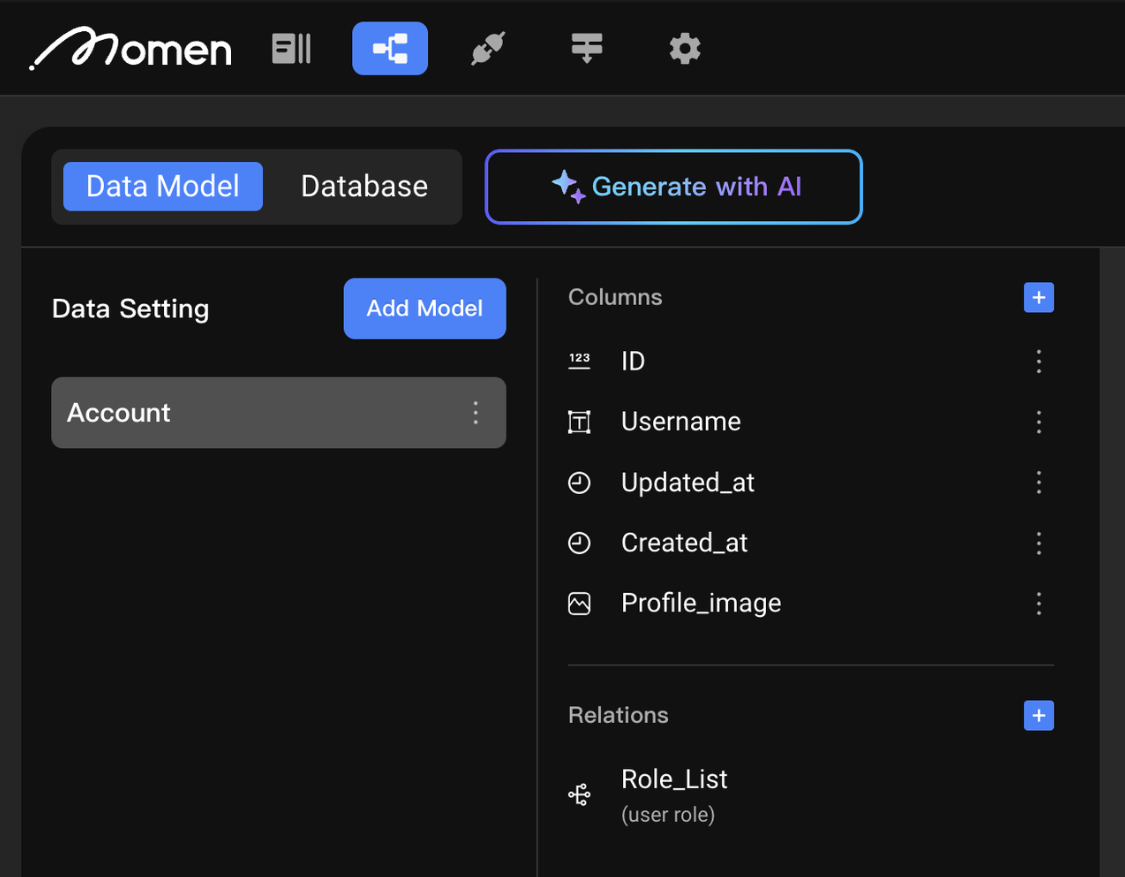 Momen
Data Model
Database
Generate with AI
Data Setting
Add Model
Account
Columns
123
ID
T
Username
Updated_at
Created_at
Profile_image
Relations
Role_List
(user role)